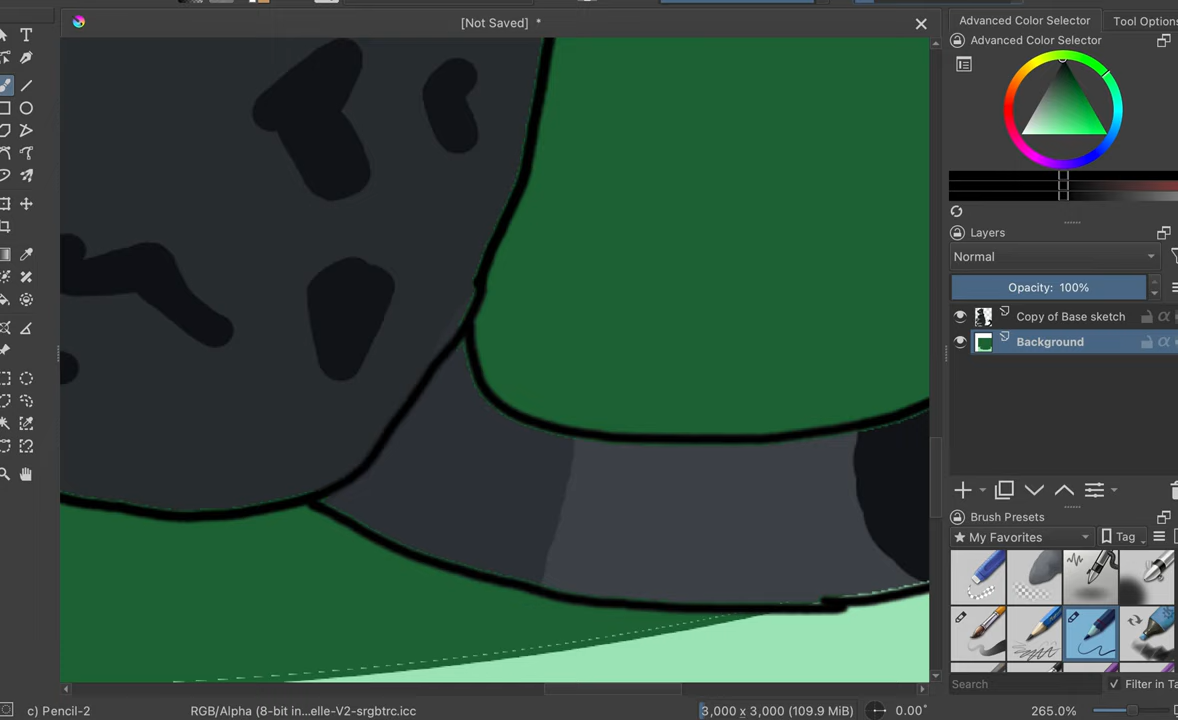 [Not Saved] *
Advanced Color Selector
Tool Options
Advanced Color Selector
Layers
Normal
Opacity: 100%
Copy of Base sketch
Background
Brush Presets
★ My Favorites
Tag
Search
Filter in Ta
c) Pencil-2
RGB/Alpha (8-bit in...elle-V2-srgbtrc.icc
3,000 x 3,000 (109.9 MiB)
0.00°
265.0%